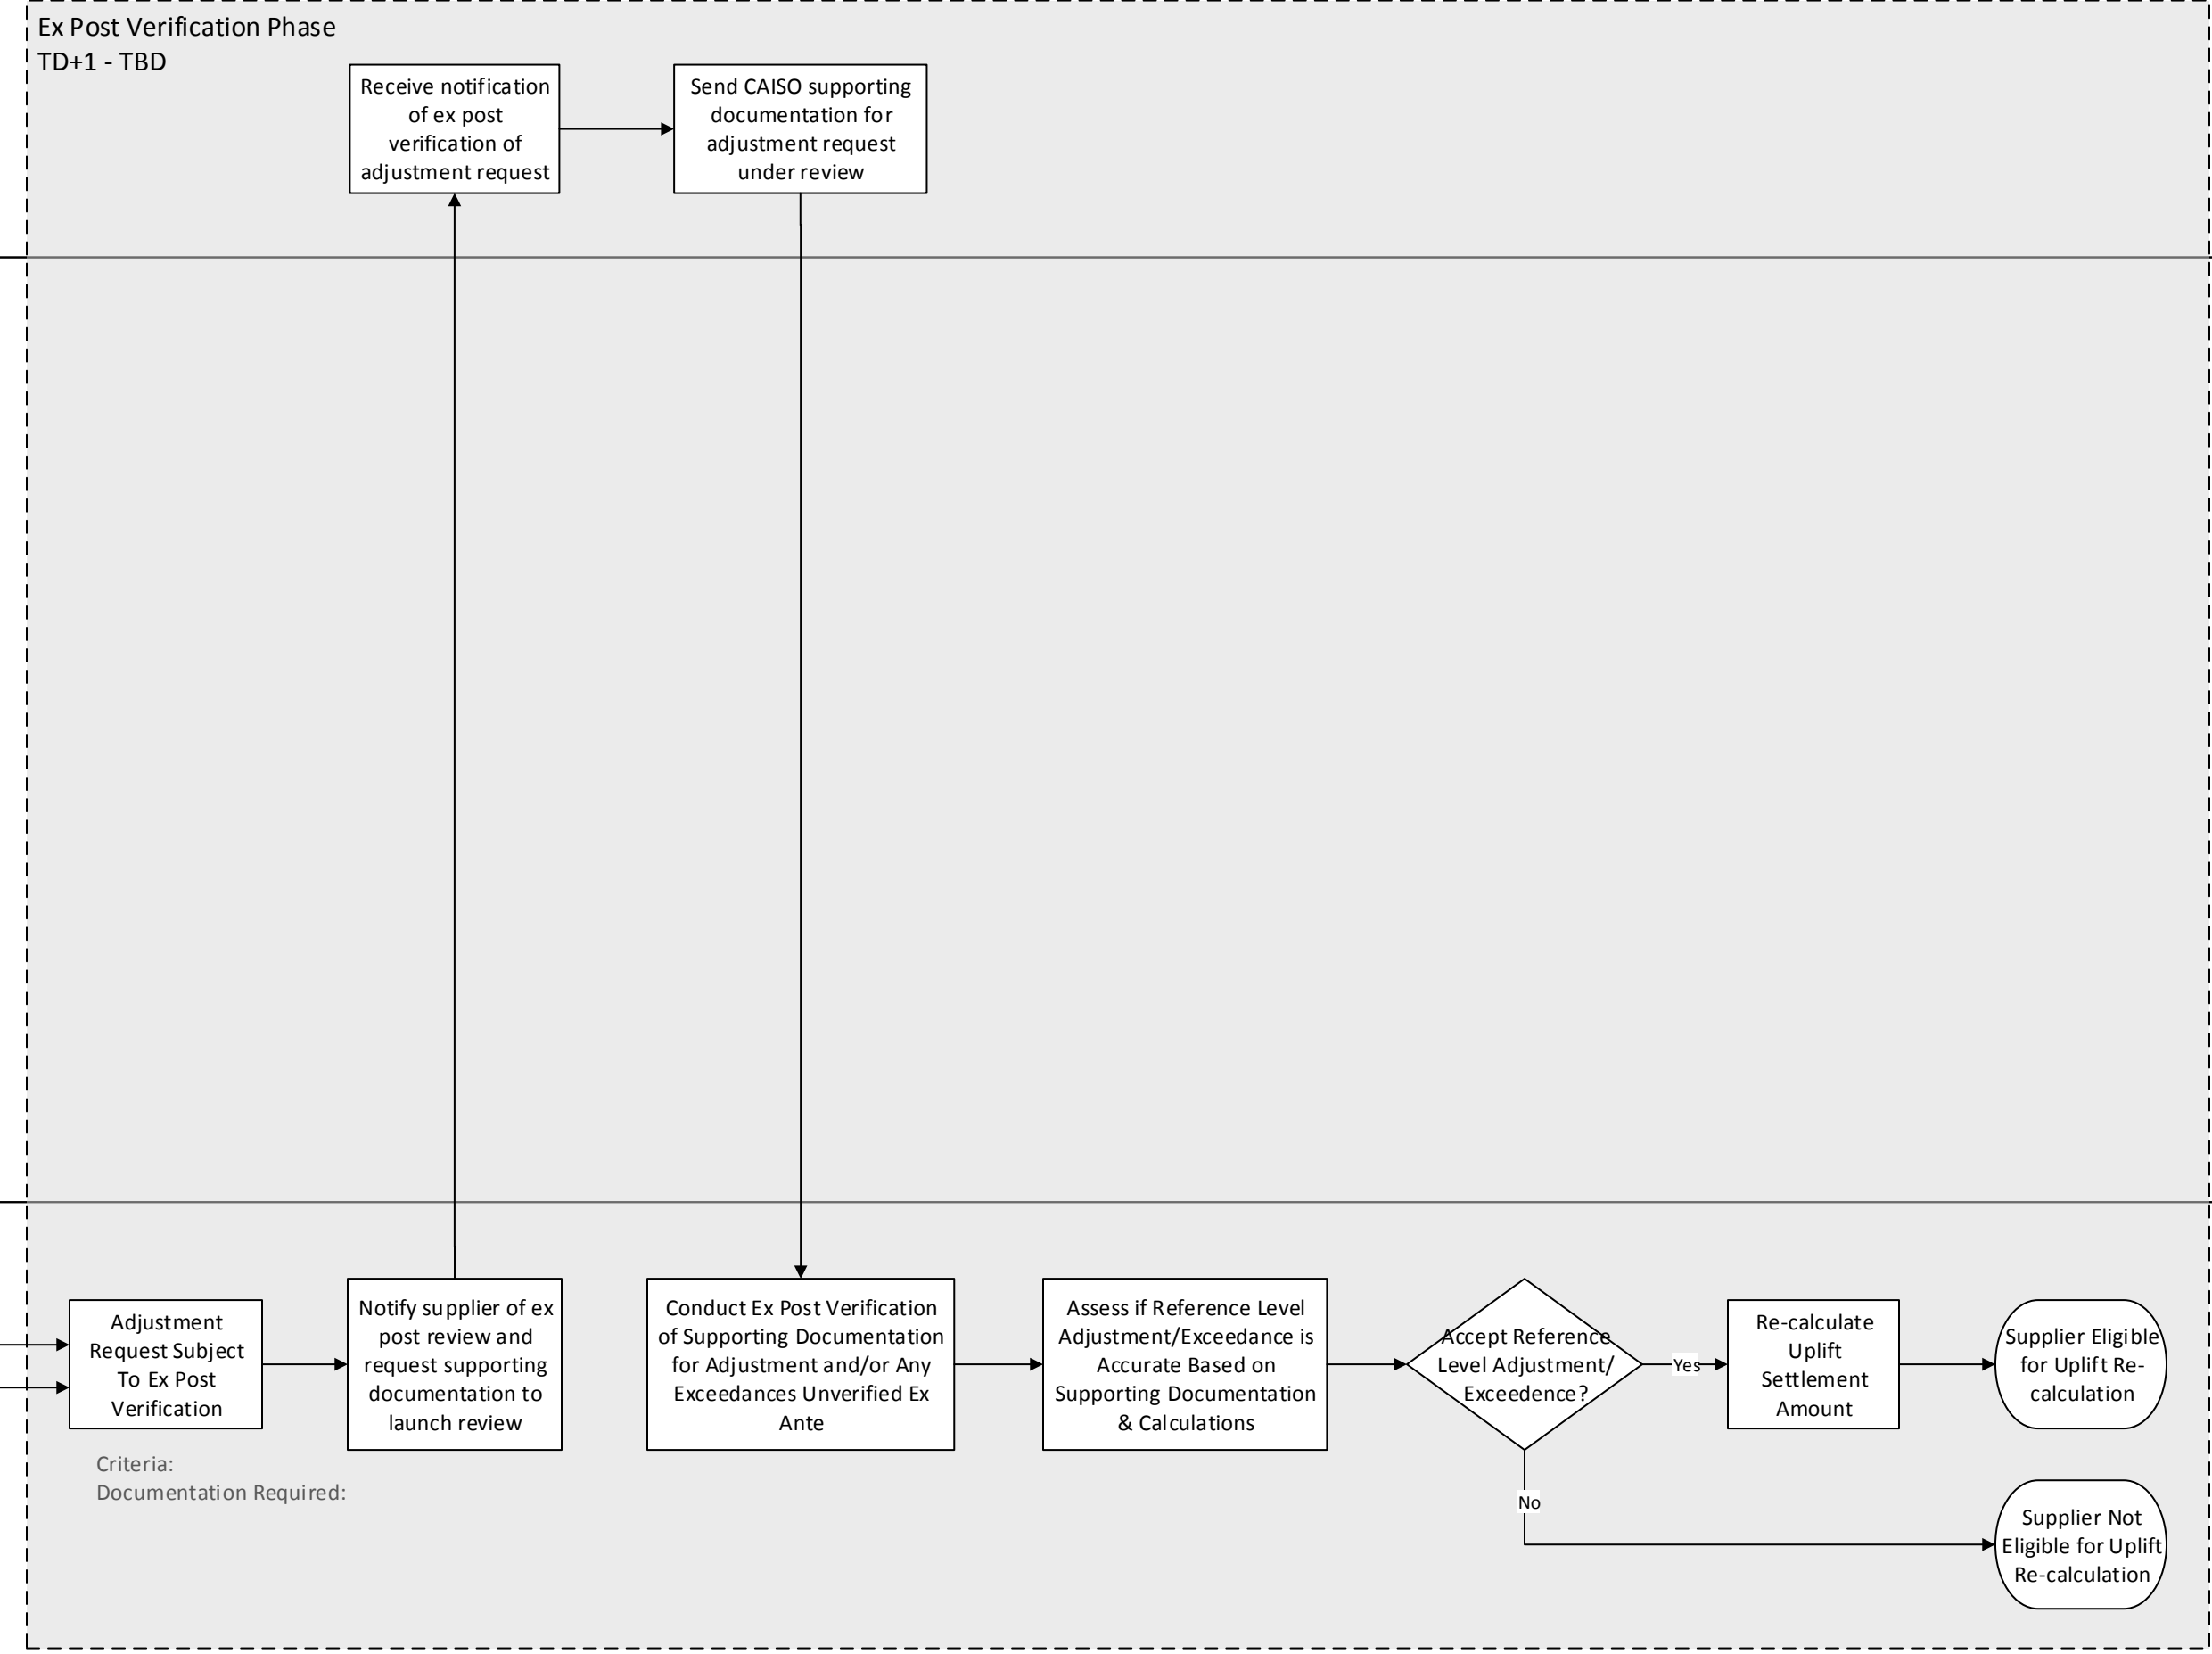 Ex Post Verification Phase
TD+1 - TBD
Receive notification
of ex post
verification of
adjustment request
Send CAISO supporting
documentation for
adjustment request
under review
Adjustment
Request Subject
To Ex Post
Verification
Criteria:
Documentation Required:
Notify supplier of ex
post review and
request supporting
documentation to
launch review
Conduct Ex Post Verification
of Supporting Documentation
for Adjustment and/or Any
Exceedances Unverified Ex
Ante
Assess if Reference Level
Adjustment/Exceedance is
Accurate Based on
Supporting Documentation
& Calculations
Accept Reference
Level Adjustment/
Exceedence?
Yes
Re-calculate
Uplift
Settlement
Amount
Supplier Eligible
for Uplift Re-
calculation
No
Supplier Not
Eligible for Uplift
Re-calculation